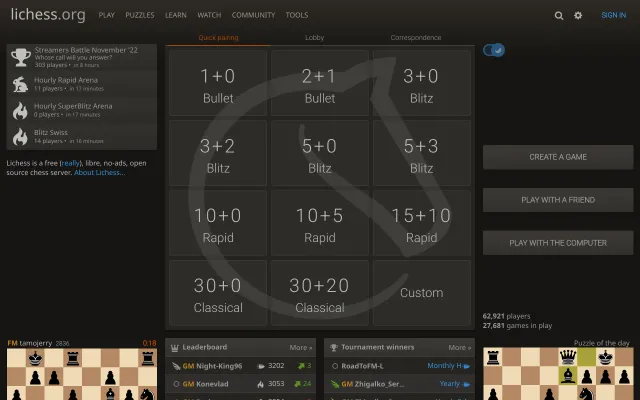 lichess.org PLAY PUZZLES LEARN WATCH COMMUNITY TOOLS SIGN IN
Streamers Battle November '22
Whose call will you answer?
303 players • in 8 hours
Hourly Rapid Arena
11 players • in 17 minutes
Hourly SuperBlitz Arena
0 players • in 17 minutes
Blitz Swiss
14 players • in 16 minutes
Lichess is a free (really), libre, no-ads, open
source chess server. About Lichess...
Quick pairing Lobby Correspondence
1+0 2+1 3+0
Bullet Bullet Blitz
3+2 5+0 5+3
Blitz Blitz Blitz
10+0 10+5 15+10
Rapid Rapid Rapid
30+0 30+20 Custom
Classical Classical
CREATE A GAME
PLAY WITH A FRIEND
PLAY WITH THE COMPUTER
62,921 players
27,681 games in play
FM tamojerry 2836 0:18
Leaderboard More »
GM Night-King96 3202 3
GM Konevlad 3053 24
Tournament winners More »
RoadToFM-L Monthly H
GM Zhigalko_Ser... Yearly
Puzzle of the day